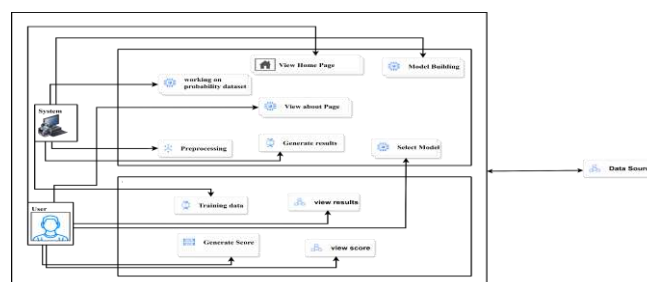 View Home Page
Model Building
working on
probability dataset
View about Page
System
Preprocessing
Generate results
Select Model
Data Sour
Training data
view results
User
Generate Score
view score